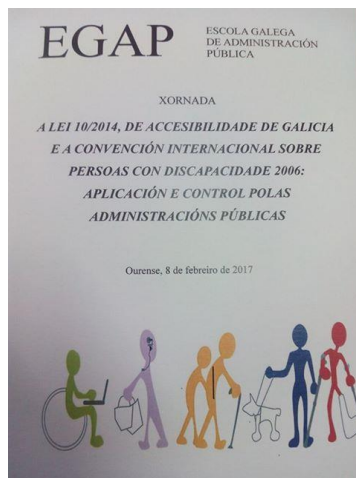 EGAP
ESCOLA GALEGA
DE ADMINISTRACIÓN
PÚBLICA
XORNADA
A LEI 10/2014, DE ACCESIBILIDADE DE GALICIA
E A CONVENCIÓN INTERNACIONAL SOBRE
PERSOAS CON DISCAPACIDADE 2006:
APLICACIÓN E CONTROL POLAS
ADMINISTRACIÓNS PÚBLICAS
Ourense, 8 de febreiro de 2017